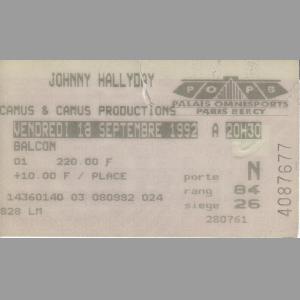 JOHNNY HALLYDAY
POPB
PALAIS OMNISPORTS
PARIS BERCY
CAMUS & CAMUS PRODUCTIONS
VENDREDI 18 SEPTEMBRE 1992 A 20H30
BALCON
01 220.00 F
+10.00 F / PLACE
porte N
rang 84
siege 26
14360140 03 080992 024
828 LM
280761
4087677